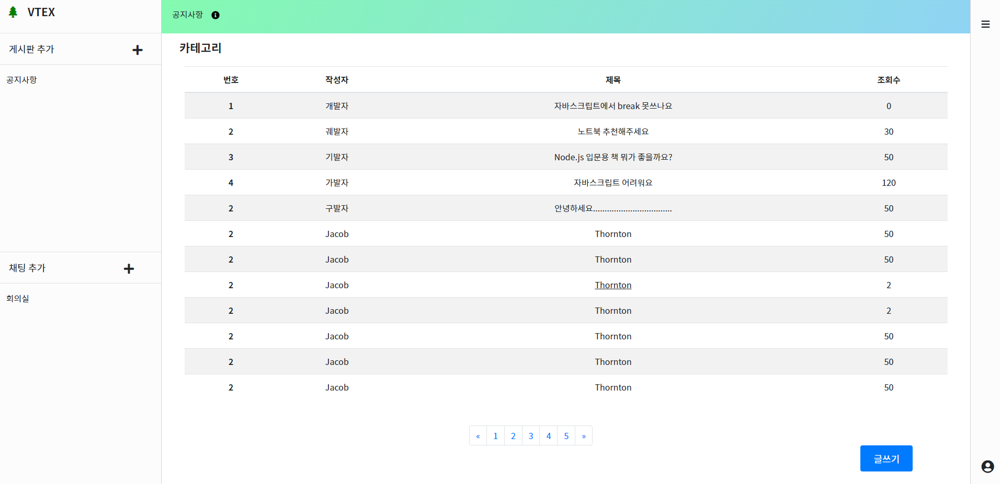 VTEX
게시판 추가
공지사항
채팅 추가
회의실
공지사항
카테고리
번호 작성자 제목 조회수
1 개발자 자바스크립트에서 break 못쓰나요 0
2 궤발자 노트북 추천해주세요 30
3 기발자 Node.js 입문용 책 뭐가 좋을까요? 50
4 가발자 자바스크립트 어려워요 120
2 구발자 안녕하세요.................................. 50
2 Jacob Thornton 50
2 Jacob Thornton 50
2 Jacob Thornton 2
2 Jacob Thornton 2
2 Jacob Thornton 50
2 Jacob Thornton 50
2 Jacob Thornton 50
« 1 2 3 4 5 »
글쓰기